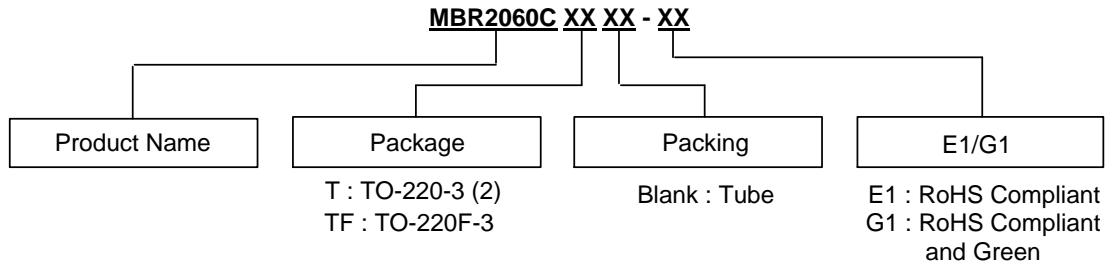 MBR2060C XX XX - XX
Product Name
Package
Packing
E1/G1
T : TO-220-3 (2)
TF : TO-220F-3
Blank : Tube
E1 : RoHS Compliant
G1 : RoHS Compliant
and Green